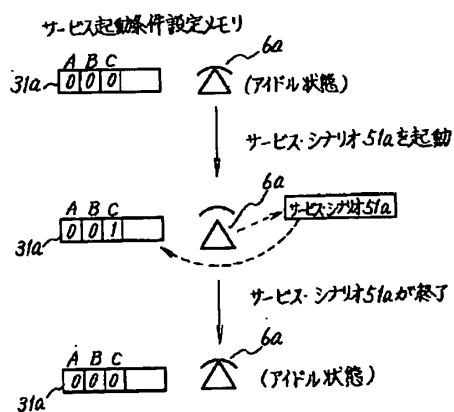 サービス起動条件設定メモリ
A B C
31a 0 0 0
6a
(アイドル状態)
サービス・シナリオ51aを起動
6a
A B C
31a 0 0 1
サービス・シナリオ51a
サービス・シナリオ51aが終了
6a
A B C
31a 0 0 0
(アイドル状態)